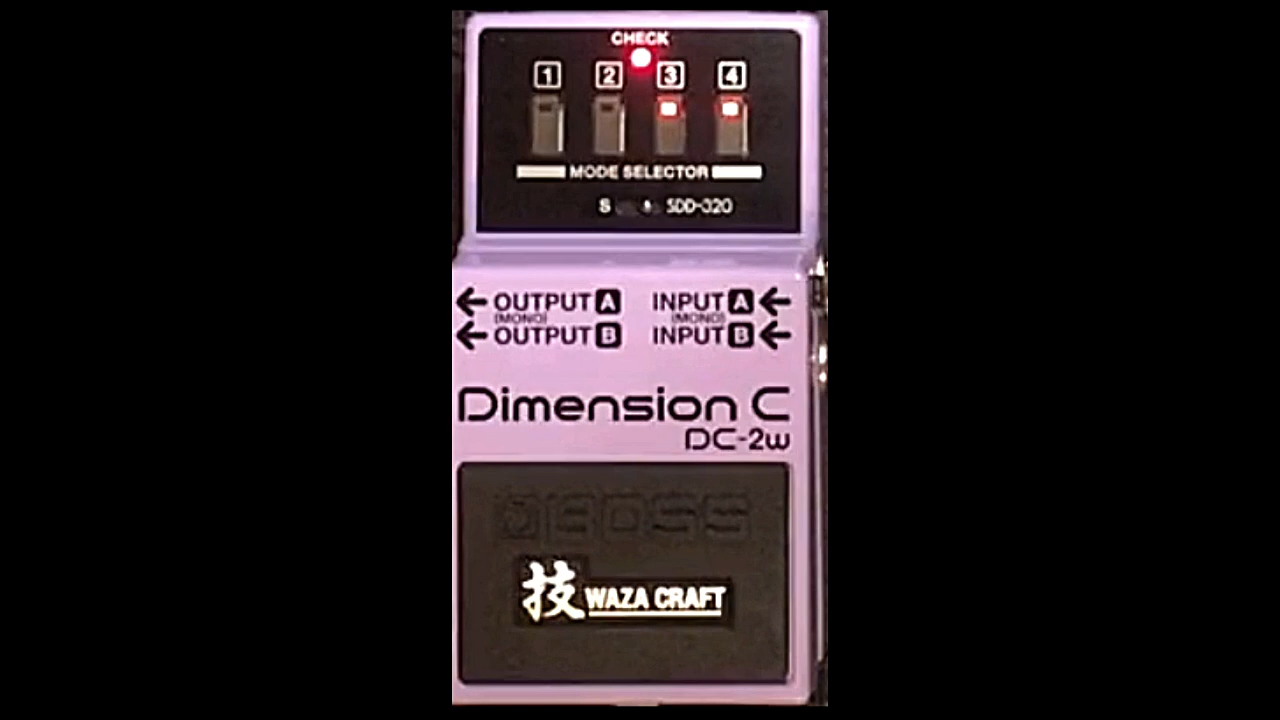 CHECK
1 2 3 4
MODE SELECTOR
S SDD-320
OUTPUT A INPUT A
(MONO) (MONO)
OUTPUT B INPUT B
Dimension C
DC-2w
BOSS
技 WAZA CRAFT